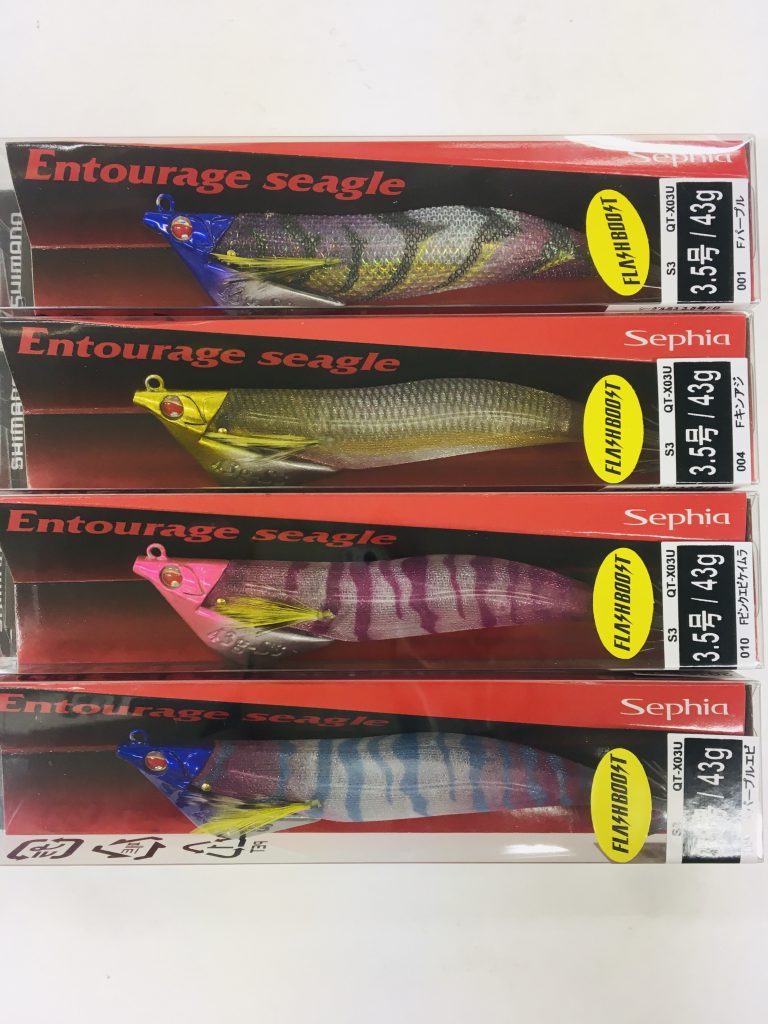 Entourage seagle
Sephia
SHIMANO
FLASHBOOST
S3 QT-X03U
3.5号 / 43g
001 Fパープル
Entourage seagle
Sephia
SHIMANO
FLASHBOOST
S3 QT-X03U
3.5号 / 43g
004 Fキンアジ
Entourage seagle
Sephia
FLASHBOOST
S3 QT-X03U
3.5号 / 43g
010 Fピンクエビケイムラ
Entourage seagle
Sephia
FLASHBOOST
QT-X03U
/ 43g
パープルエビ
PET